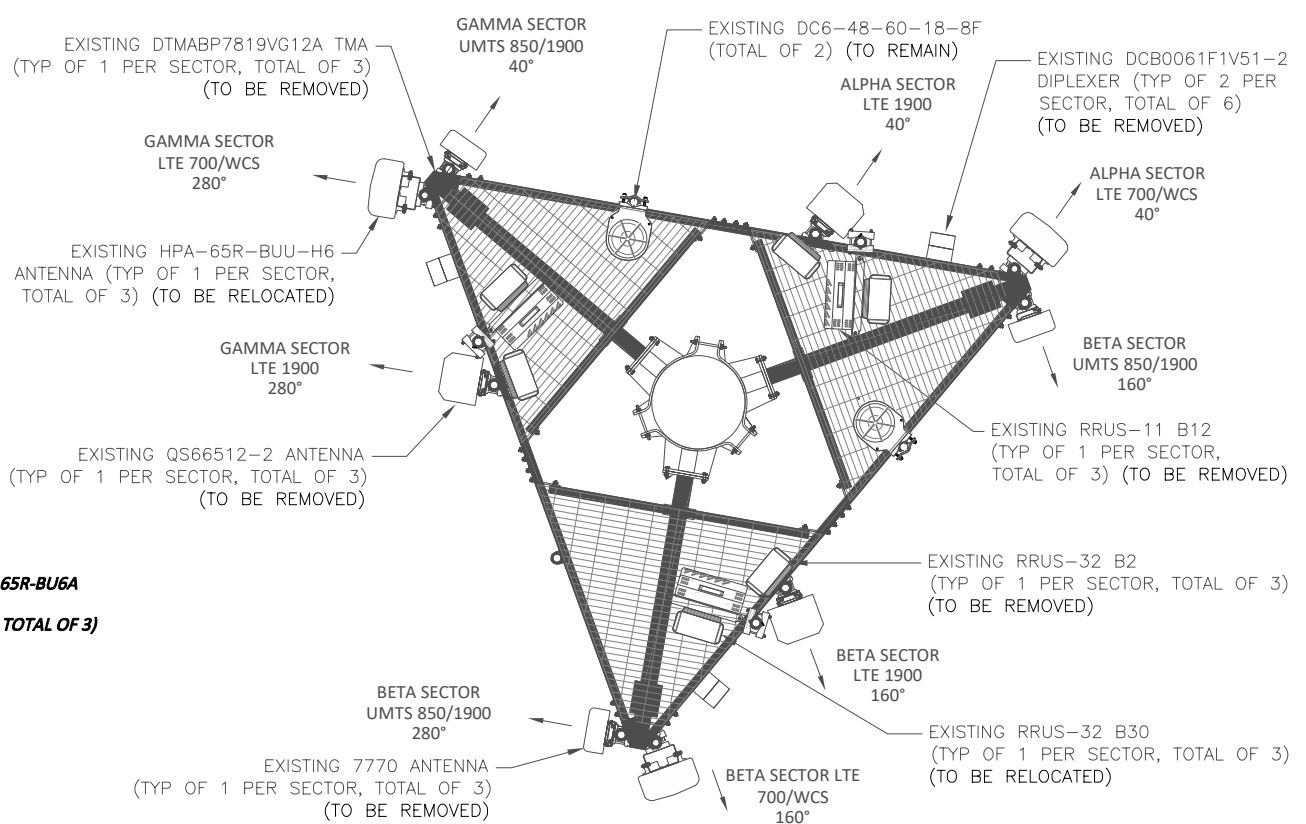 EXISTING DTMABP7819VG12A TMA
(TYP OF 1 PER SECTOR, TOTAL OF 3)
(TO BE REMOVED)
GAMMA SECTOR
UMTS 850/1900
40°
EXISTING DC6-48-60-18-8F
(TOTAL OF 2) (TO REMAIN)
ALPHA SECTOR
LTE 1900
40°
EXISTING DCB0061F1V51-2
DIPLEXER (TYP OF 2 PER
SECTOR, TOTAL OF 6)
(TO BE REMOVED)
GAMMA SECTOR
LTE 700/WCS
280°
ALPHA SECTOR
LTE 700/WCS
40°
EXISTING HPA-65R-BUU-H6
ANTENNA (TYP OF 1 PER SECTOR,
TOTAL OF 3) (TO BE RELOCATED)
GAMMA SECTOR
LTE 1900
280°
BETA SECTOR
UMTS 850/1900
160°
EXISTING QS66512-2 ANTENNA
(TYP OF 1 PER SECTOR, TOTAL OF 3)
(TO BE REMOVED)
EXISTING RRUS-11 B12
(TYP OF 1 PER SECTOR,
TOTAL OF 3) (TO BE REMOVED)
65R-BU6A
TOTAL OF 3)
EXISTING RRUS-32 B2
(TYP OF 1 PER SECTOR, TOTAL OF 3)
(TO BE REMOVED)
BETA SECTOR
LTE 1900
160°
BETA SECTOR
UMTS 850/1900
280°
EXISTING RRUS-32 B30
(TYP OF 1 PER SECTOR, TOTAL OF 3)
(TO BE RELOCATED)
EXISTING 7770 ANTENNA
(TYP OF 1 PER SECTOR, TOTAL OF 3)
(TO BE REMOVED)
BETA SECTOR LTE
700/WCS
160°